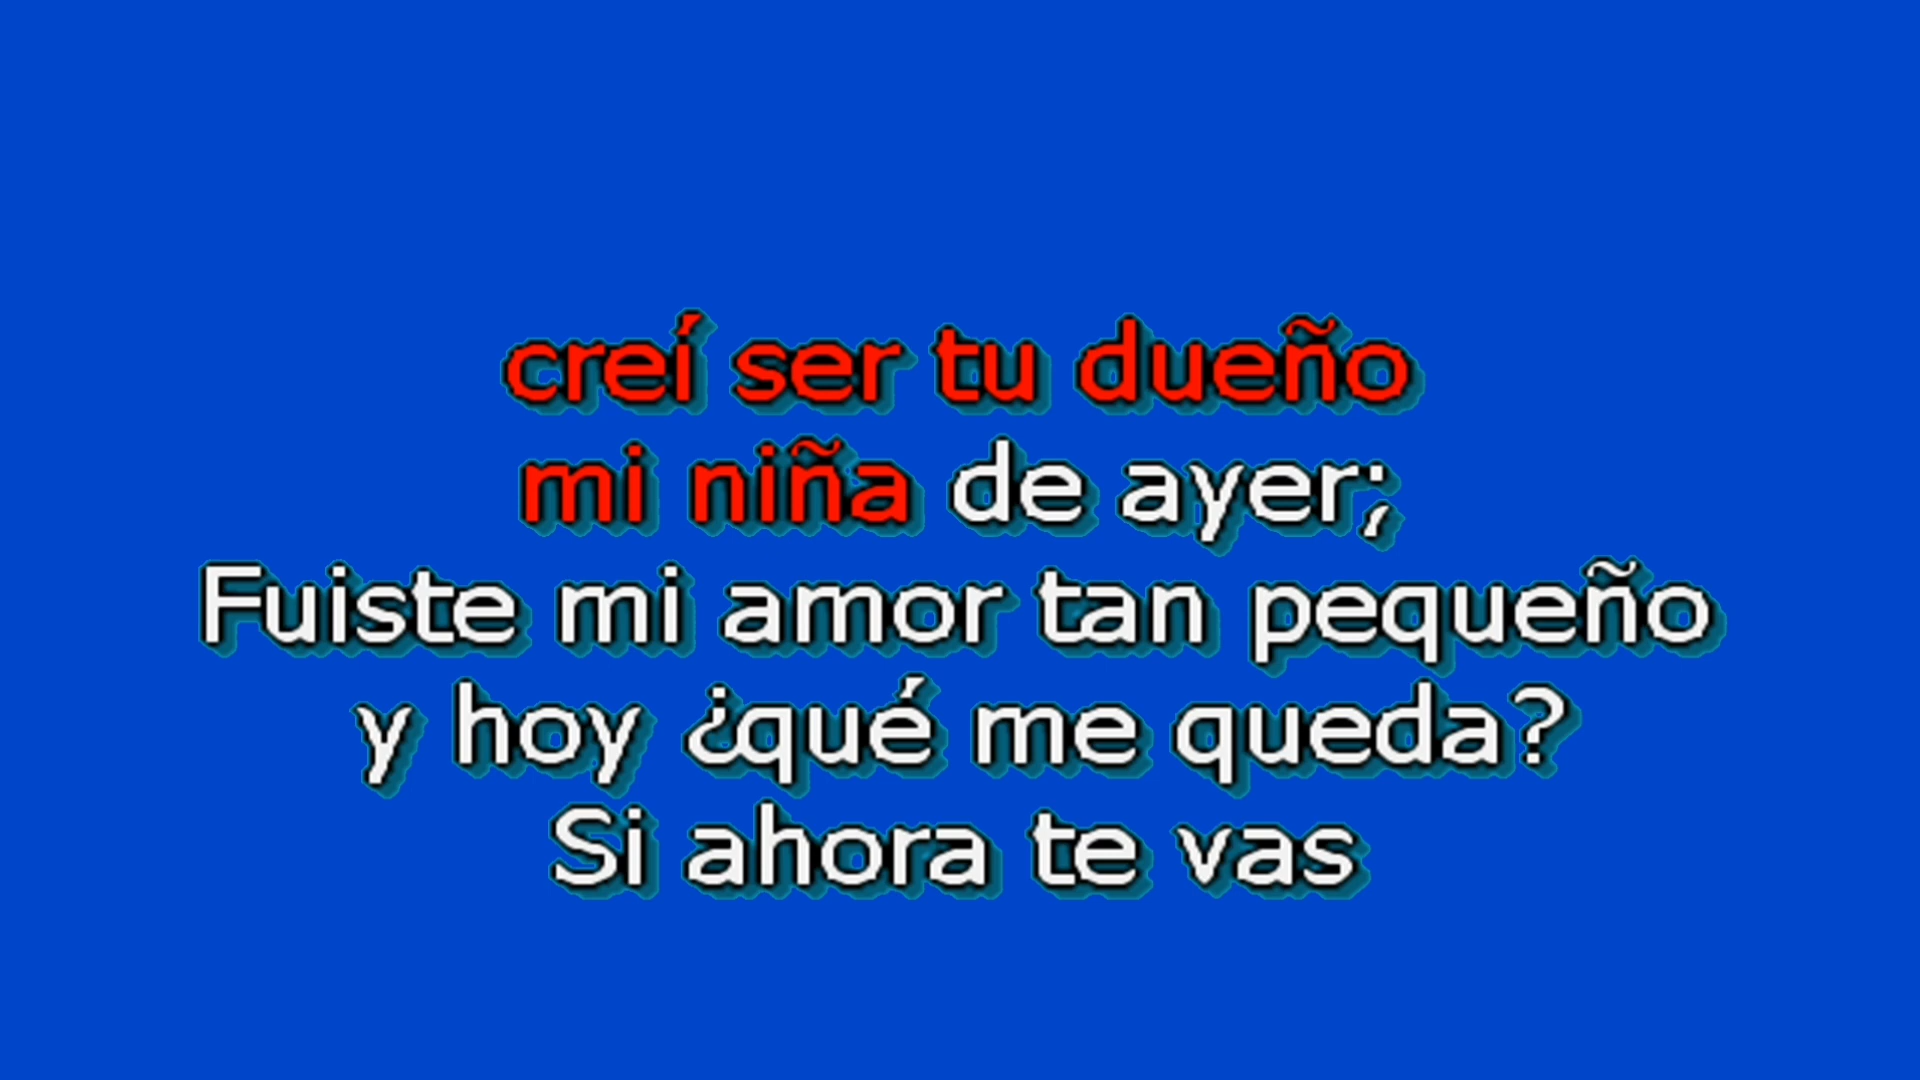 creí ser tu dueño
mi niña de ayer;
Fuiste mi amor tan pequeño
y hoy ¿qué me queda?
Si ahora te vas